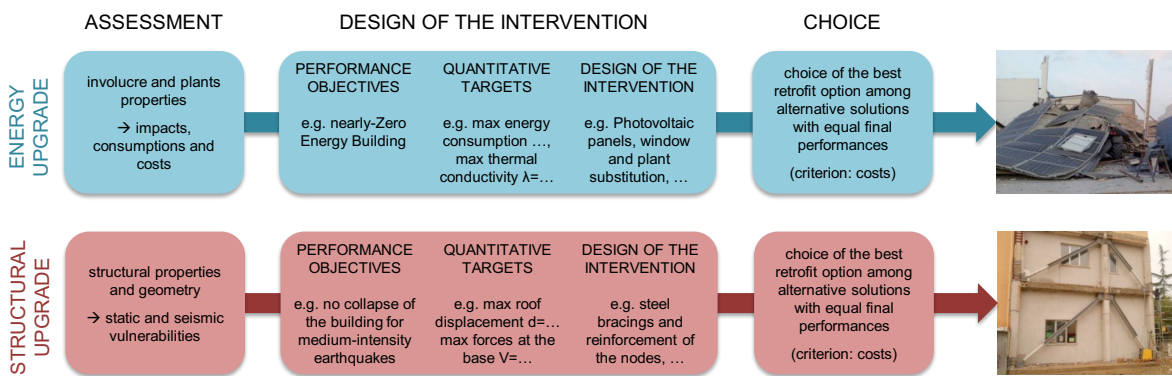 ASSESSMENT
DESIGN OF THE INTERVENTION
CHOICE
ENERGY
UPGRADE
involucre and plants
properties
→ impacts,
consumptions and
costs
PERFORMANCE
OBJECTIVES
e.g. nearly-Zero
Energy Building
QUANTITATIVE
TARGETS
e.g. max energy
consumption …,
max thermal
conductivity λ=…
DESIGN OF THE
INTERVENTION
e.g. Photovoltaic
panels, window
and plant
substitution, …
choice of the best
retrofit option among
alternative solutions
with equal final
performances
(criterion: costs)
STRUCTURAL
UPGRADE
structural properties
and geometry
→ static and seismic
vulnerabilities
PERFORMANCE
OBJECTIVES
e.g. no collapse of
the building for
medium-intensity
earthquakes
QUANTITATIVE
TARGETS
e.g. max roof
displacement d=…
max forces at the
base V=…
DESIGN OF THE
INTERVENTION
e.g. steel
bracings and
reinforcement of
the nodes, …
choice of the best
retrofit option among
alternative solutions
with equal final
performances
(criterion: costs)